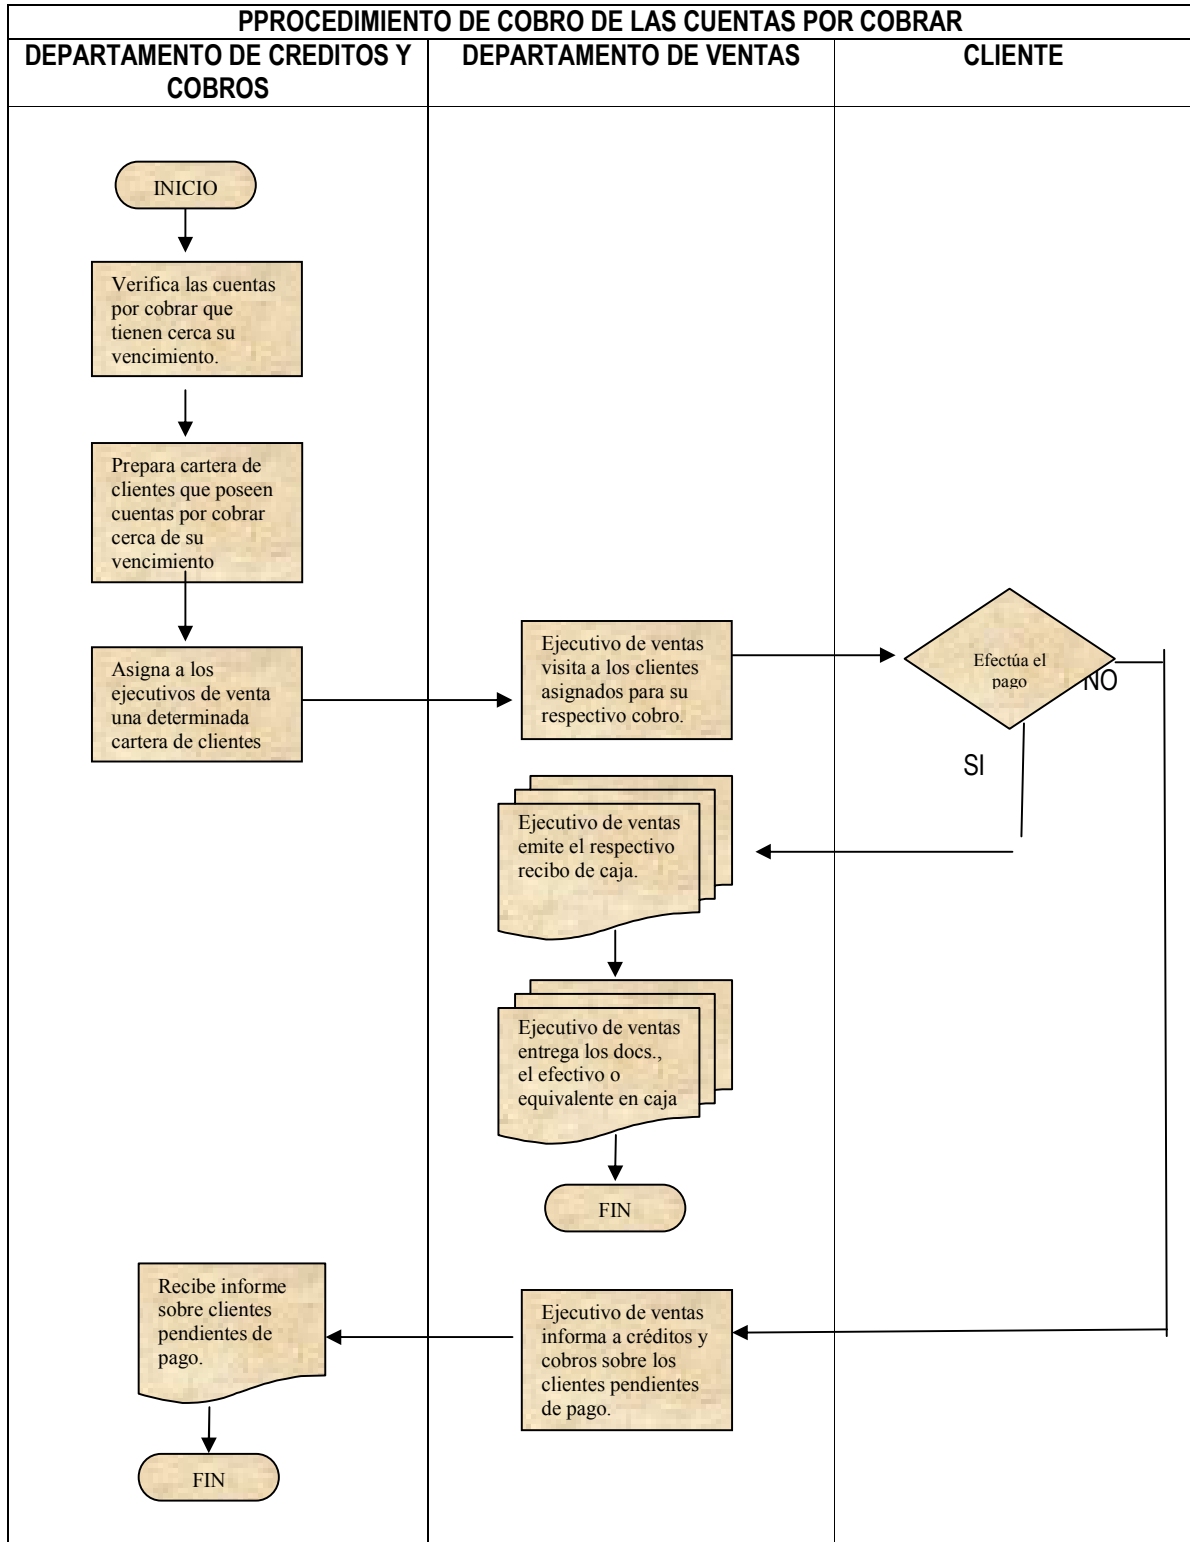 PPROCEDIMIENTO DE COBRO DE LAS CUENTAS POR COBRAR
DEPARTAMENTO DE CREDITOS Y
COBROS
DEPARTAMENTO DE VENTAS
CLIENTE
INICIO
Verifica las cuentas
por cobrar que
tienen cerca su
vencimiento.
Prepara cartera de
clientes que poseen
cuentas por cobrar
cerca de su
vencimiento
Asigna a los
ejecutivos de venta
una determinada
cartera de clientes
Ejecutivo de ventas
visita a los clientes
asignados para su
respectivo cobro.
Efectúa el
pago
NO
SI
Ejecutivo de ventas
emite el respectivo
recibo de caja.
Ejecutivo de ventas
entrega los docs.,
el efectivo o
equivalente en caja
FIN
Ejecutivo de ventas
informa a créditos y
cobros sobre los
clientes pendientes
de pago.
Recibe informe
sobre clientes
pendientes de
pago.
FIN